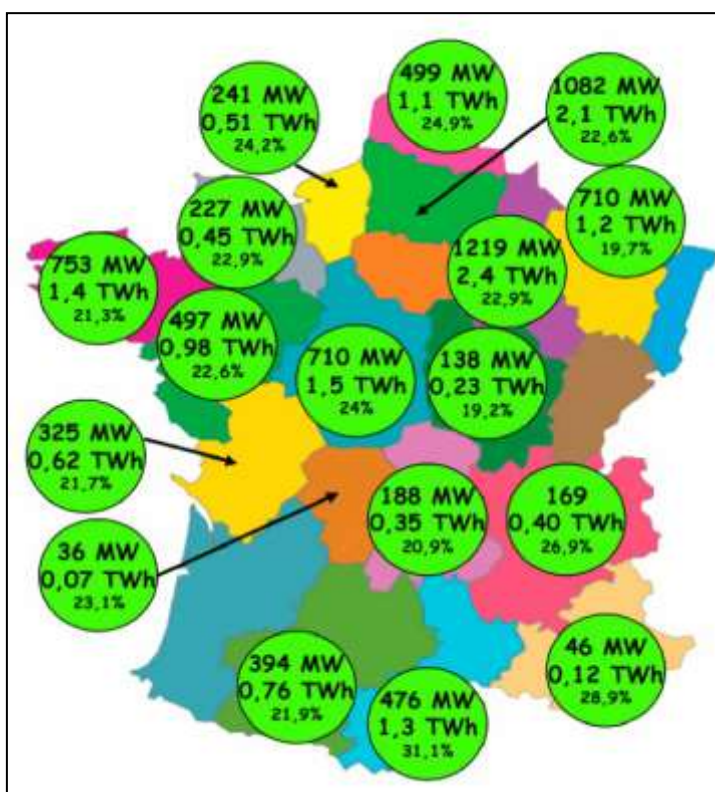 499 MW
1,1 TWh
24,9%
241 MW
0,51 TWh
24,2%
1082 MW
2,1 TWh
22,6%
710 MW
1,2 TWh
19,7%
227 MW
0,45 TWh
22,9%
1219 MW
2,4 TWh
22,9%
753 MW
1,4 TWh
21,3%
497 MW
0,98 TWh
22,6%
710 MW
1,5 TWh
24%
138 MW
0,23 TWh
19,2%
325 MW
0,62 TWh
21,7%
188 MW
0,35 TWh
20,9%
169
0,40 TWh
26,9%
36 MW
0,07 TWh
23,1%
46 MW
0,12 TWh
28,9%
394 MW
0,76 TWh
21,9%
476 MW
1,3 TWh
31,1%